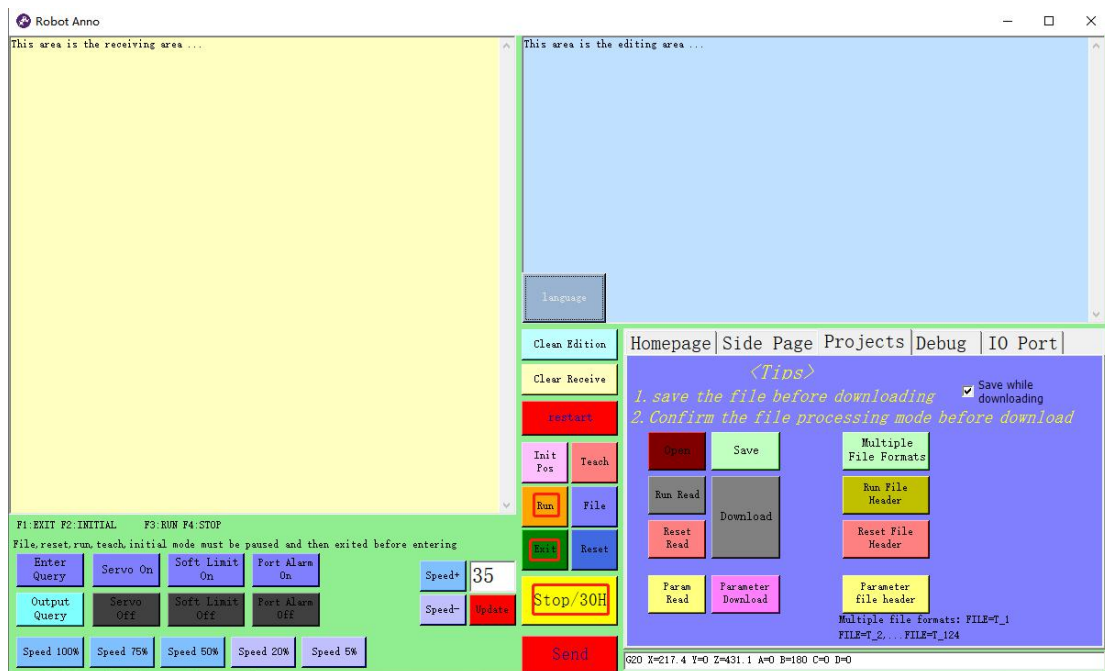 Robot Anno
This area is the receiving area ...
This area is the editing area ...
language
Clean Edition
Clear Receive
restart
Init
Pos
Teach
Run
File
Exit
Reset
Stop/30H
Send
F1:EXIT F2:INITIAL F3:RUN F4:STOP
File, reset, run, teach, initial mode must be paused and then exited before entering
Enter
Query
Servo On
Soft Limit
On
Port Alarm
On
Output
Query
Servo
Off
Soft Limit
Off
Port Alarm
Off
Speed+
35
Speed-
Update
Speed 100%
Speed 75%
Speed 50%
Speed 20%
Speed 5%
Homepage
Side Page
Projects
Debug
IO Port
<Tips>
1. save the file before downloading
2. Confirm the file processing mode before download
Save while
downloading
Open
Save
Multiple
File Formats
Run Read
Download
Run File
Header
Reset
Read
Reset File
Header
Param
Read
Parameter
Download
Parameter
file header
Multiple file formats: FILE=T_1
FILE=T_2,...FILE=T_124
G20 X=217.4 Y=0 Z=431.1 A=0 B=180 C=0 D=0